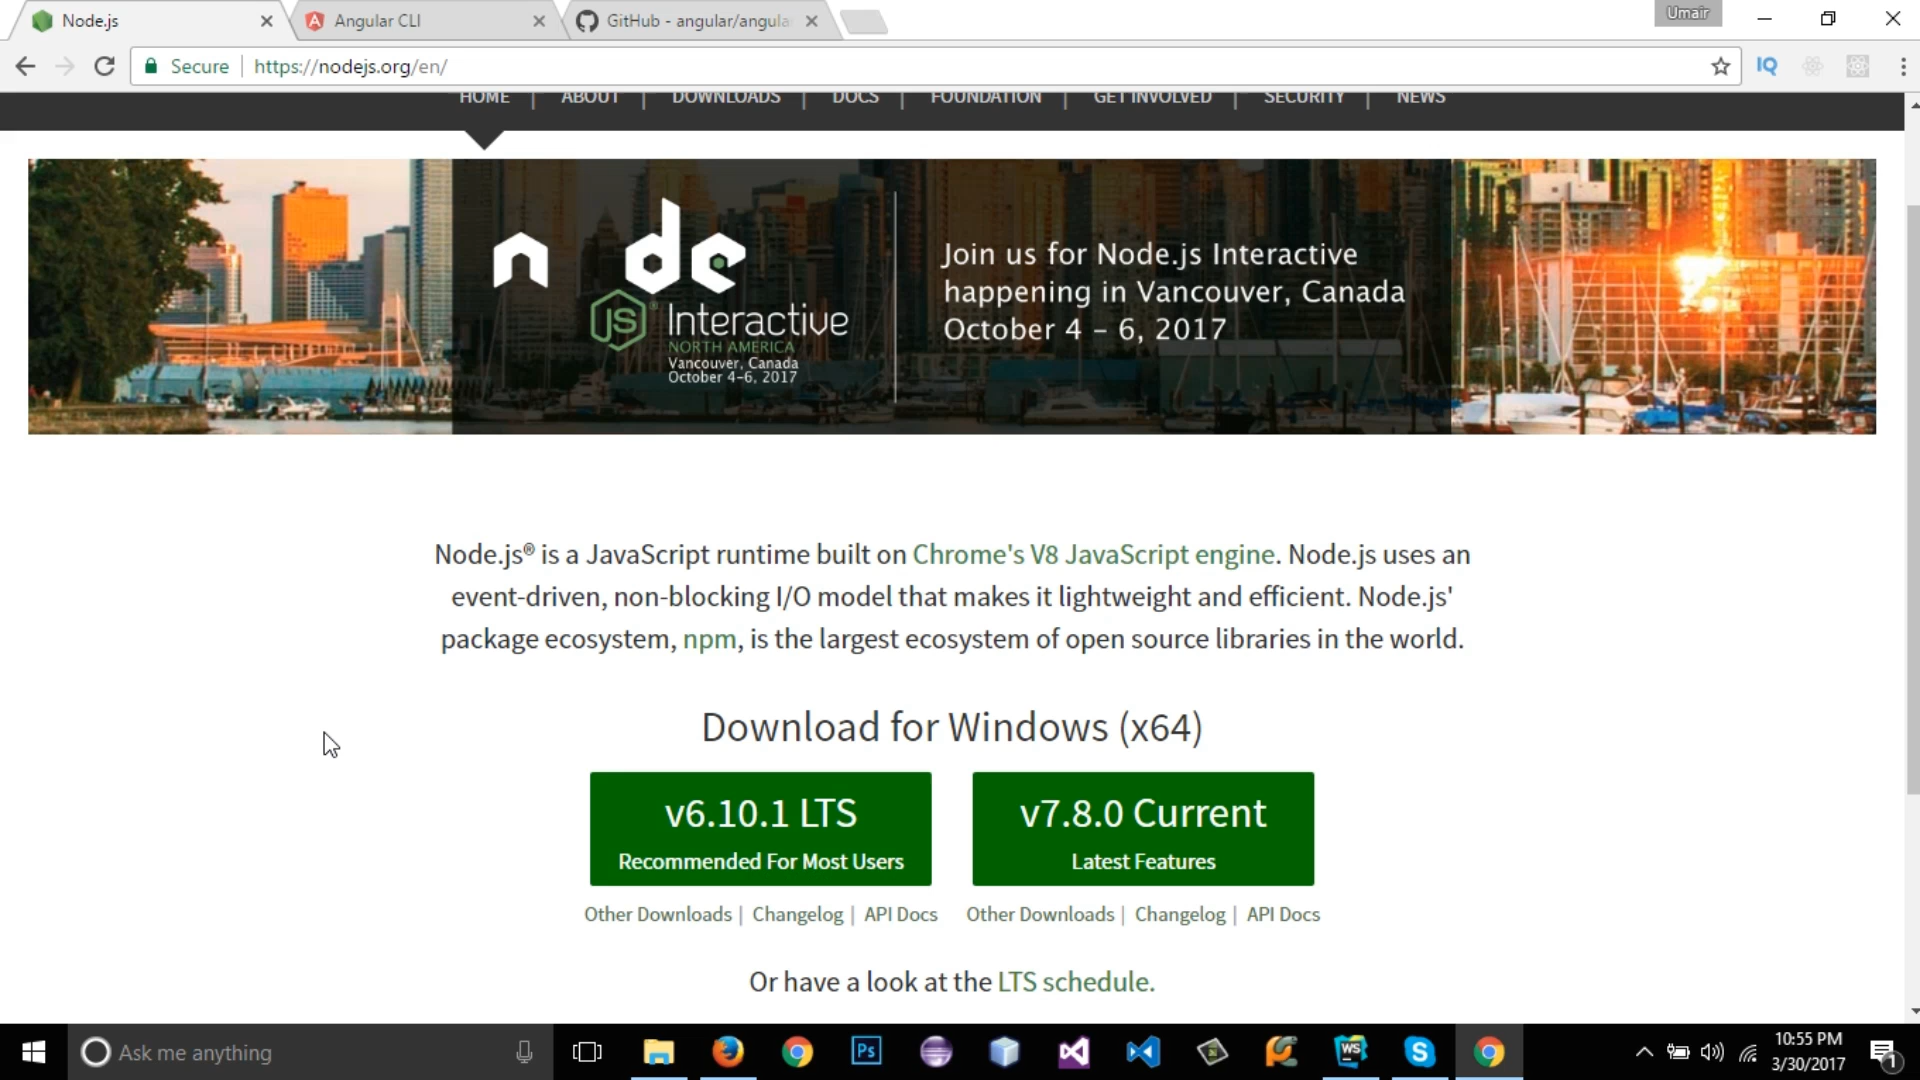 Node.js
Angular CLI
GitHub - angular/angula
Umair
Secure | https://nodejs.org/en/
IQ
HOME | ABOUT | DOWNLOADS | DOCS | FOUNDATION | GET INVOLVED | SECURITY | NEWS
n de
JS Interactive
NORTH AMERICA
Vancouver, Canada
October 4-6, 2017
Join us for Node.js Interactive
happening in Vancouver, Canada
October 4 – 6, 2017
Node.js® is a JavaScript runtime built on Chrome's V8 JavaScript engine. Node.js uses an
event-driven, non-blocking I/O model that makes it lightweight and efficient. Node.js'
package ecosystem, npm, is the largest ecosystem of open source libraries in the world.
Download for Windows (x64)
v6.10.1 LTS
Recommended For Most Users
v7.8.0 Current
Latest Features
Other Downloads | Changelog | API Docs
Other Downloads | Changelog | API Docs
Or have a look at the LTS schedule.
Ask me anything
Ps
WS
10:55 PM
3/30/2017
1